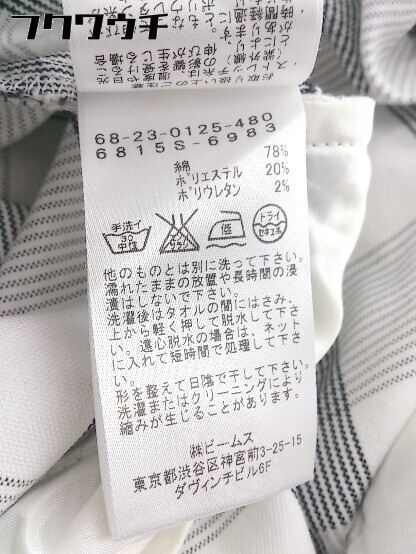 フクウクチ
68-23-0125-480
6815S-6983
綿 78%
ポリエステル 20%
ポリウレタン 2%
手洗イ
30
中性
エンソサラシ
低
ドライ
セキユ系
他のものとは別に洗って下さい。
濡れたままの放置や長時間の浸
漬はしないで下さい。
洗濯後はタオルの間にはさみ、
上から軽く押して脱水して下さ
い。遠心脱水の場合は、ネット
に入れて短時間で処理して下さ
い。
形を整えて日陰で干して下さい。
洗濯またはクリーニングにより
縮みが生じることがあります。
㈱ビームス
東京都渋谷区神宮前3-25-15
ダヴィンチビル6F